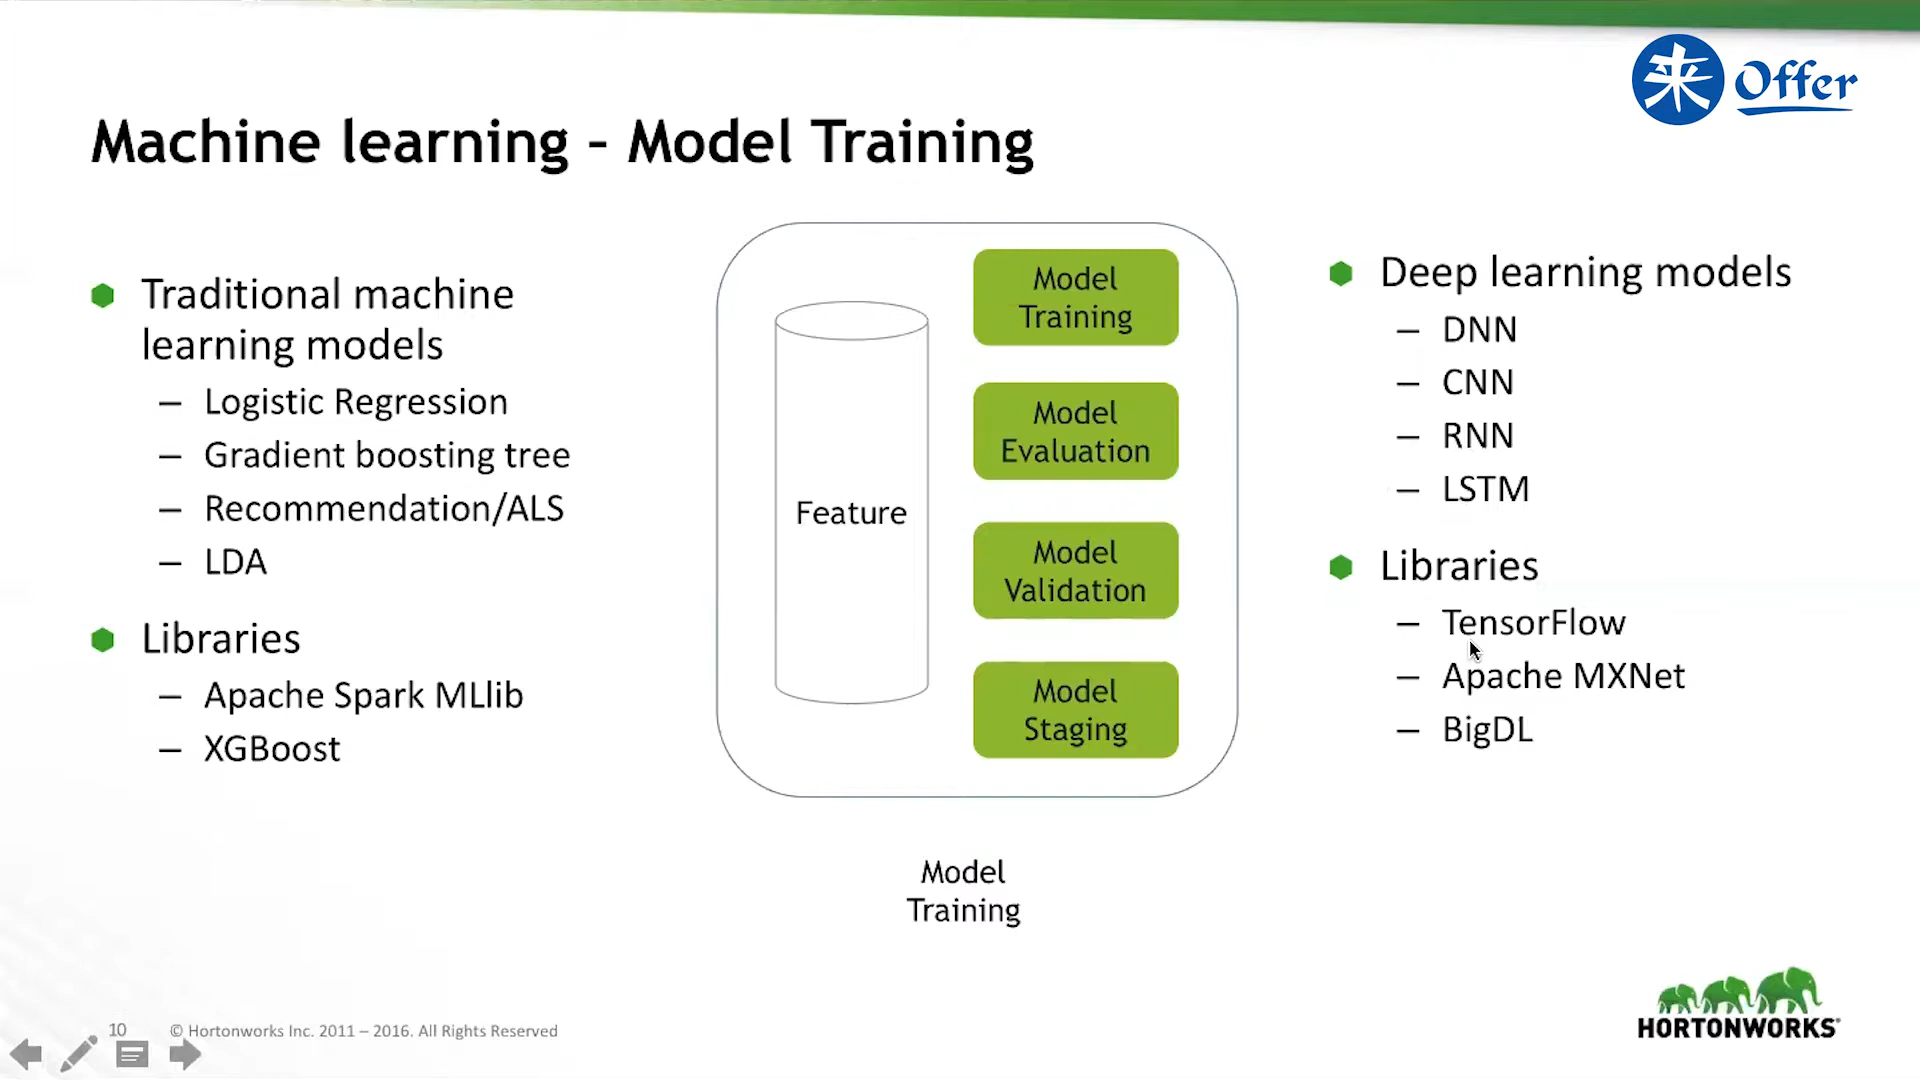 来 Offer
Machine learning – Model Training
Traditional machine
learning models
– Logistic Regression
– Gradient boosting tree
– Recommendation/ALS
– LDA
Libraries
– Apache Spark MLlib
– XGBoost
Feature
Model
Training
Model
Evaluation
Model
Validation
Model
Staging
Model
Training
Deep learning models
– DNN
– CNN
– RNN
– LSTM
Libraries
– TensorFlow
– Apache MXNet
– BigDL
10 © Hortonworks Inc. 2011 – 2016. All Rights Reserved
HORTONWORKS